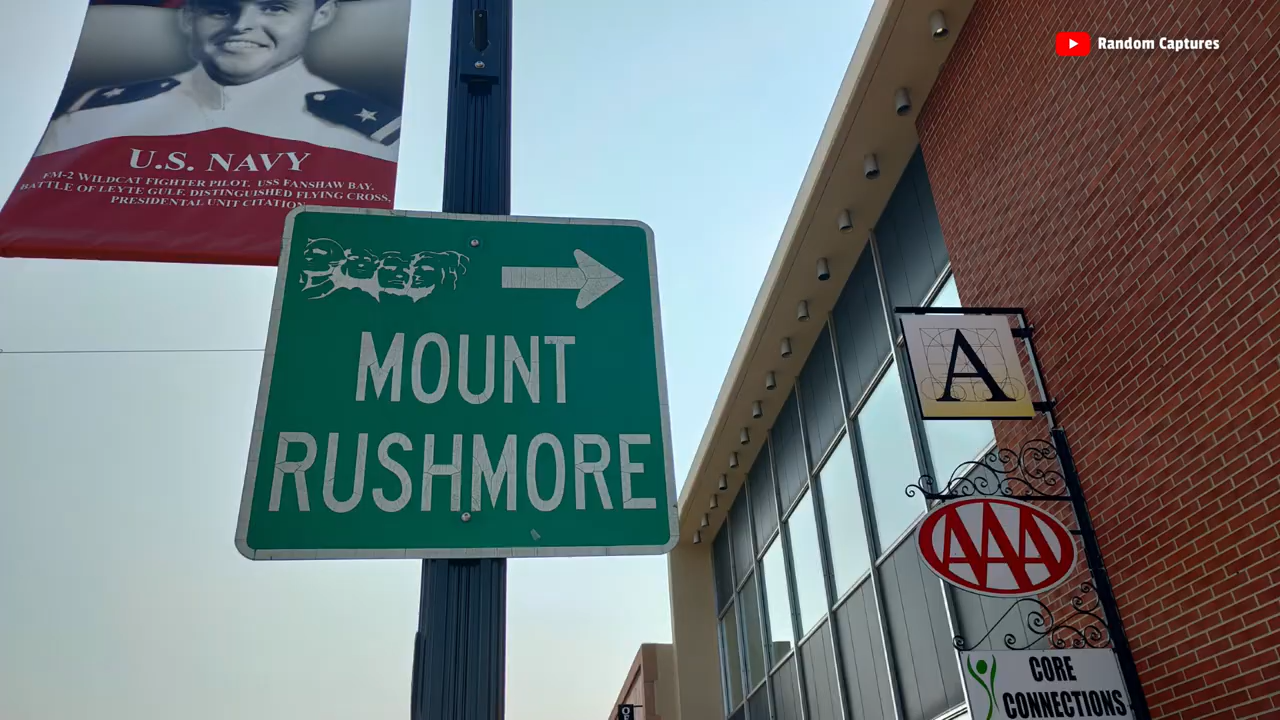 Random Captures
U.S. NAVY
FM-2 WILDCAT FIGHTER PILOT, USS FANSHAW BAY,
BATTLE OF LEYTE GULF, DISTINGUISHED FLYING CROSS,
PRESIDENTIAL UNIT CITATION
MOUNT
RUSHMORE
A
AAA
CORE
CONNECTIONS